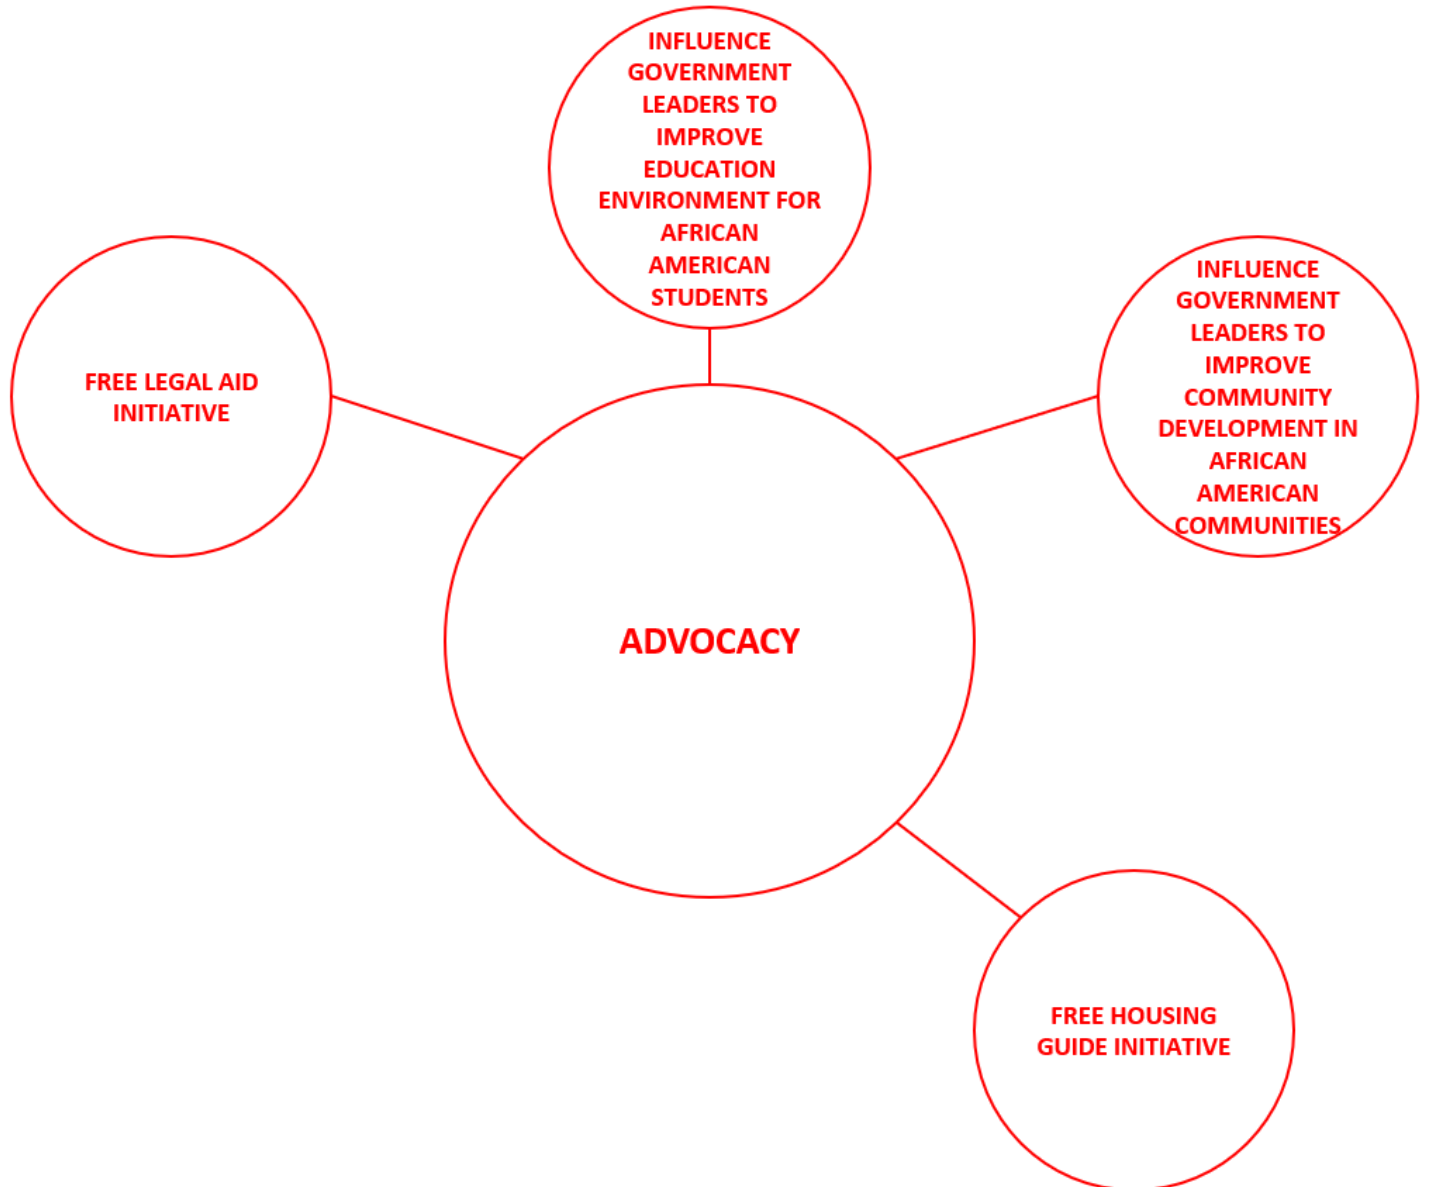 INFLUENCE
GOVERNMENT
LEADERS TO
IMPROVE
EDUCATION
ENVIRONMENT FOR
AFRICAN
AMERICAN
STUDENTS
FREE LEGAL AID
INITIATIVE
INFLUENCE
GOVERNMENT
LEADERS TO
IMPROVE
COMMUNITY
DEVELOPMENT IN
AFRICAN
AMERICAN
COMMUNITIES
ADVOCACY
FREE HOUSING
GUIDE INITIATIVE